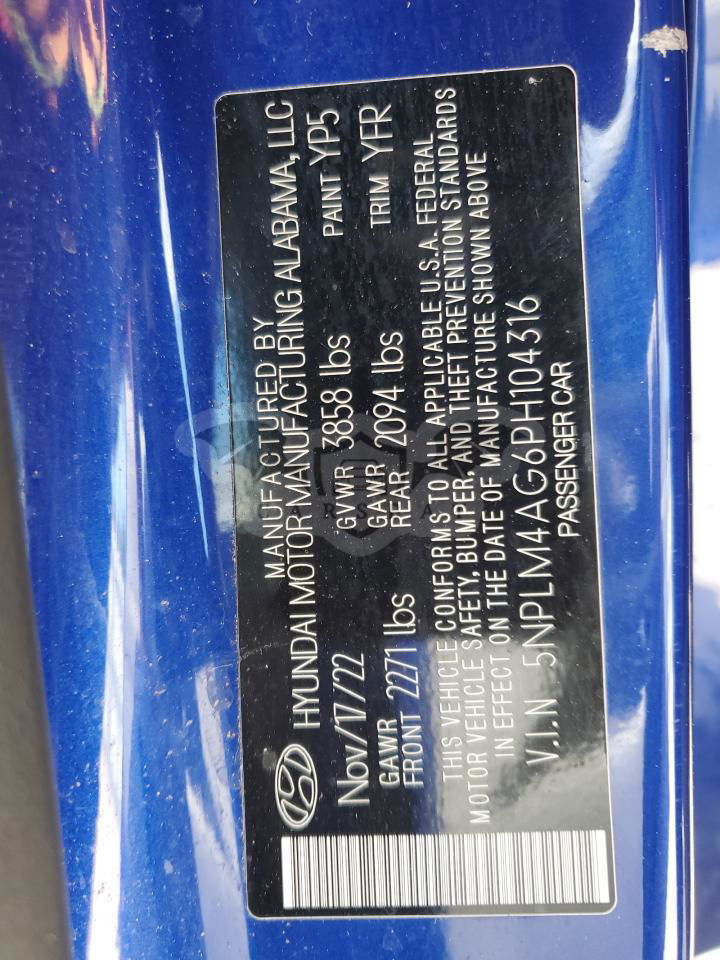 MANUFACTURED BY
HYUNDAI MOTOR MANUFACTURING ALABAMA, LLC
Nov/17/22 GVWR 3858 lbs PAINT YP5
GAWR FRONT 2271 lbs GAWR REAR 2094 lbs TRIM YFR
THIS VEHICLE CONFORMS TO ALL APPLICABLE U.S.A. FEDERAL
MOTOR VEHICLE SAFETY, BUMPER, AND THEFT PREVENTION STANDARDS
IN EFFECT ON THE DATE OF MANUFACTURE SHOWN ABOVE
V.I.N 5NPLM4AG6PH104316
PASSENGER CAR